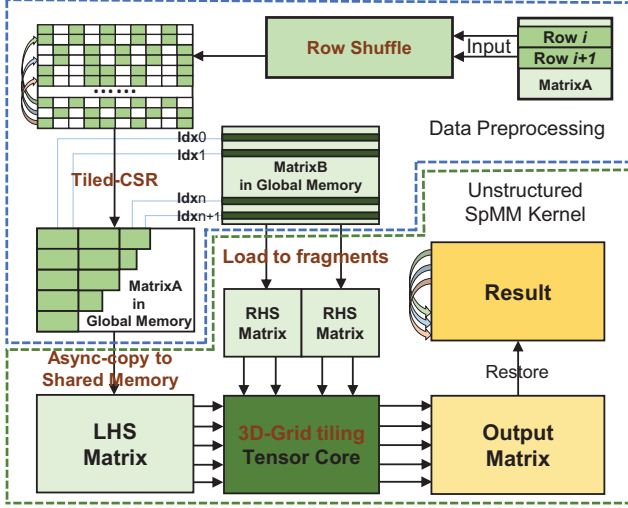 Row Shuffle
Input
Row i
Row i+1
MatrixA
......
Data Preprocessing
Idx0
Idx1
Idxn
Idxn+1
MatrixB
in Global Memory
Tiled-CSR
Unstructured
SpMM Kernel
MatrixA
in
Global Memory
Load to fragments
RHS
Matrix
RHS
Matrix
Result
Async-copy to
Shared Memory
Restore
LHS
Matrix
3D-Grid tiling
Tensor Core
Output
Matrix